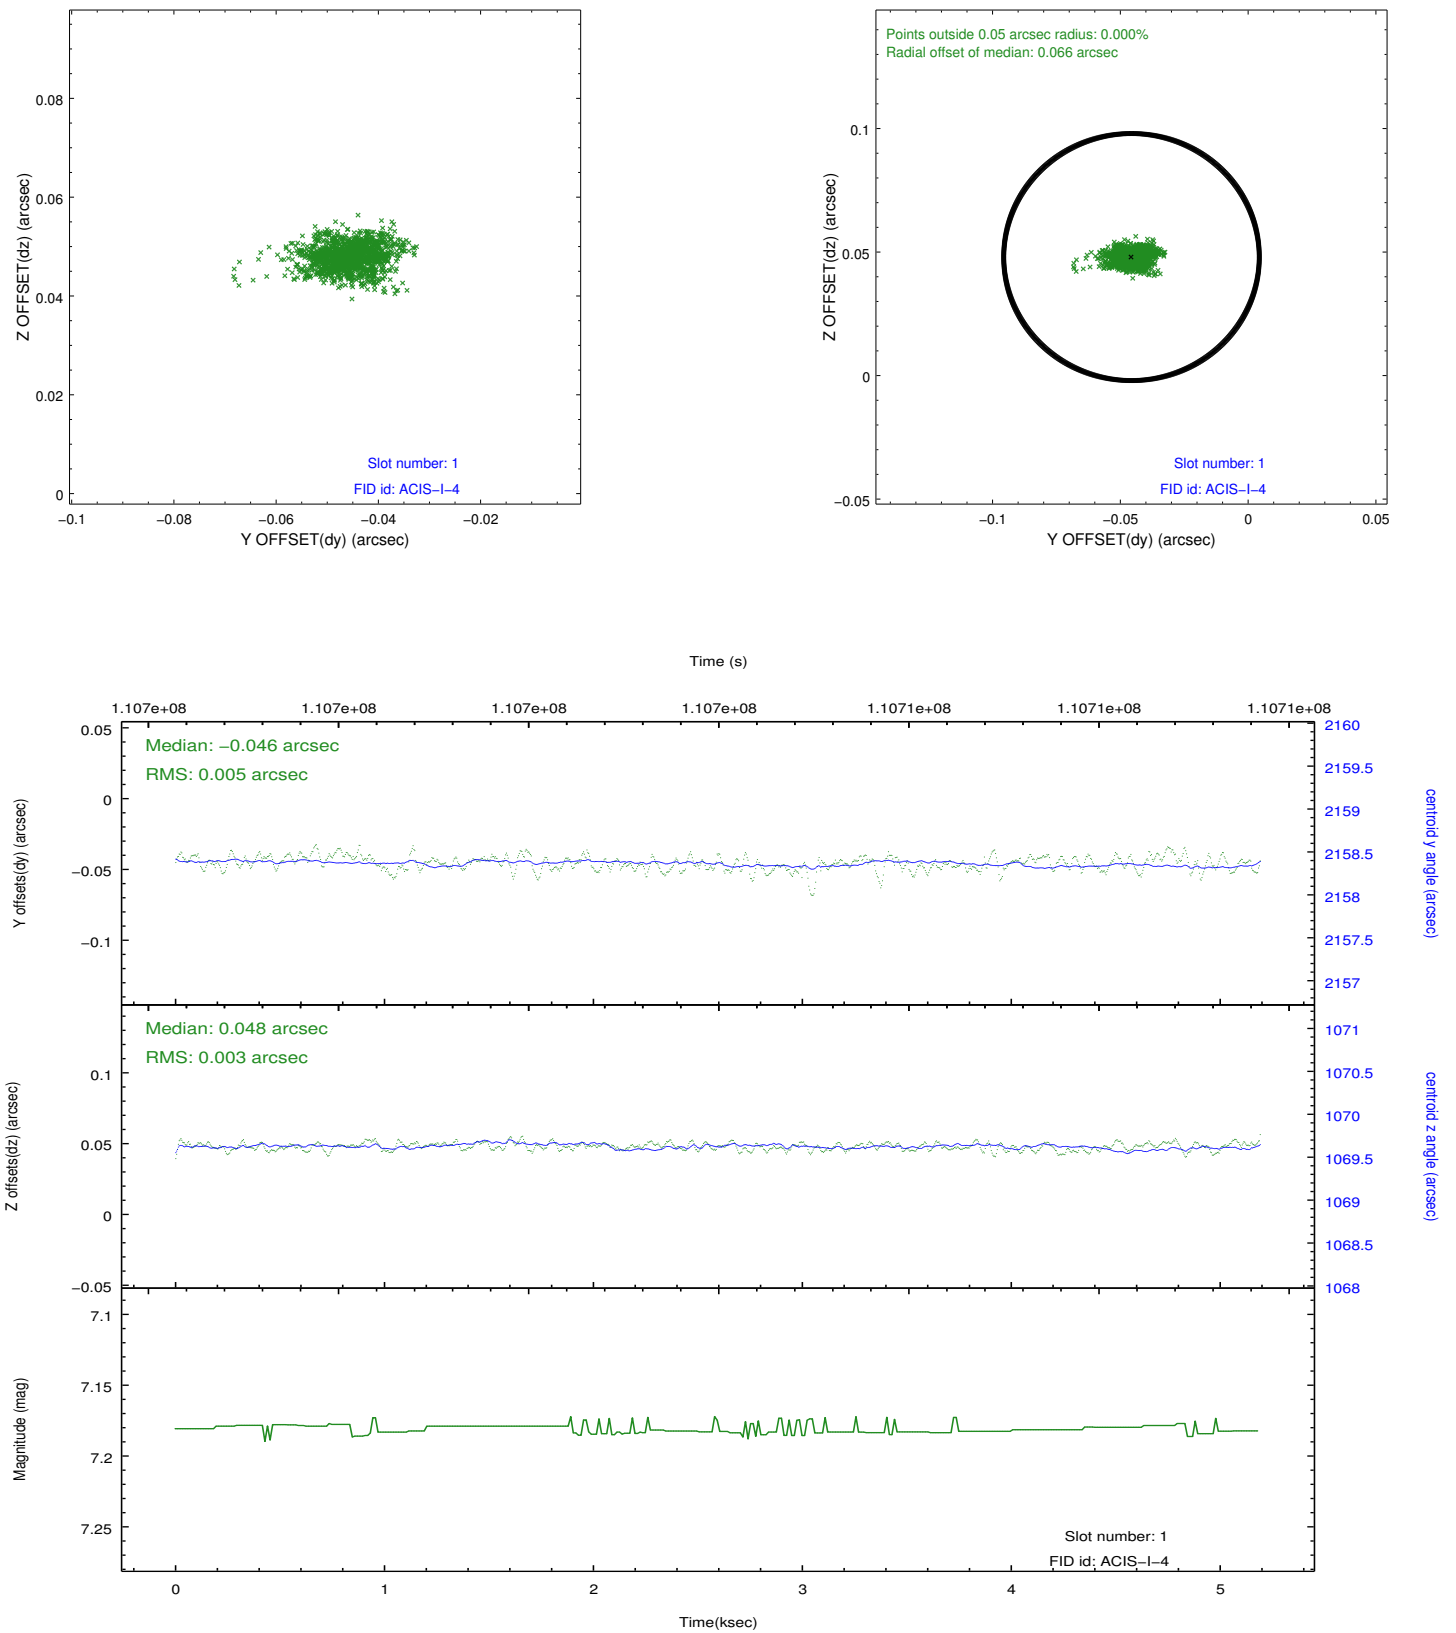 0.08
0.06
0.04
0.02
0
Z OFFSET(dz) (arcsec)
−0.1
−0.08
−0.06
−0.04
−0.02
Y OFFSET(dy) (arcsec)
Slot number: 1
FID id: ACIS−I−4
Points outside 0.05 arcsec radius: 0.000%
Radial offset of median: 0.066 arcsec
0.1
0.05
0
−0.05
Z OFFSET(dz) (arcsec)
−0.1
−0.05
0
0.05
Y OFFSET(dy) (arcsec)
Slot number: 1
FID id: ACIS−I−4
Time (s)
1.107e+08
1.107e+08
1.107e+08
1.107e+08
1.1071e+08
1.1071e+08
1.1071e+08
Median: −0.046 arcsec
RMS: 0.005 arcsec
0.05
0
−0.05
−0.1
Y offsets(dy) (arcsec)
2160
2159.5
2159
2158.5
2158
2157.5
2157
centroid y angle (arcsec)
Median: 0.048 arcsec
RMS: 0.003 arcsec
0.1
0.05
0
−0.05
Z offsets(dz) (arcsec)
1071
1070.5
1070
1069.5
1069
1068.5
1068
centroid z angle (arcsec)
7.1
7.15
7.2
7.25
Magnitude (mag)
Slot number: 1
FID id: ACIS−I−4
0
1
2
3
4
5
Time(ksec)